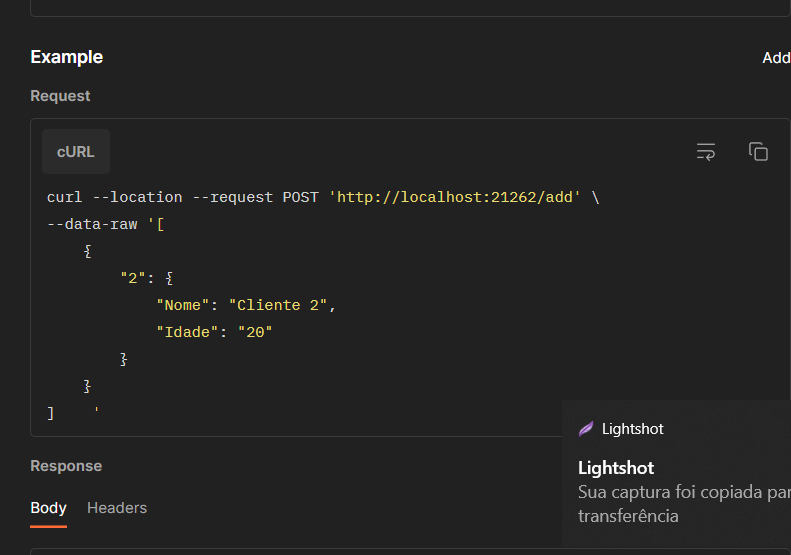 Example
Add
Request
cURL
curl --location --request POST 'http://localhost:21262/add' \
--data-raw '[
    {
        "2": {
            "Nome": "Cliente 2",
            "Idade": "20"
        }
    }
]    '
Lightshot
Lightshot
Sua captura foi copiada par
transferência
Response
Body Headers